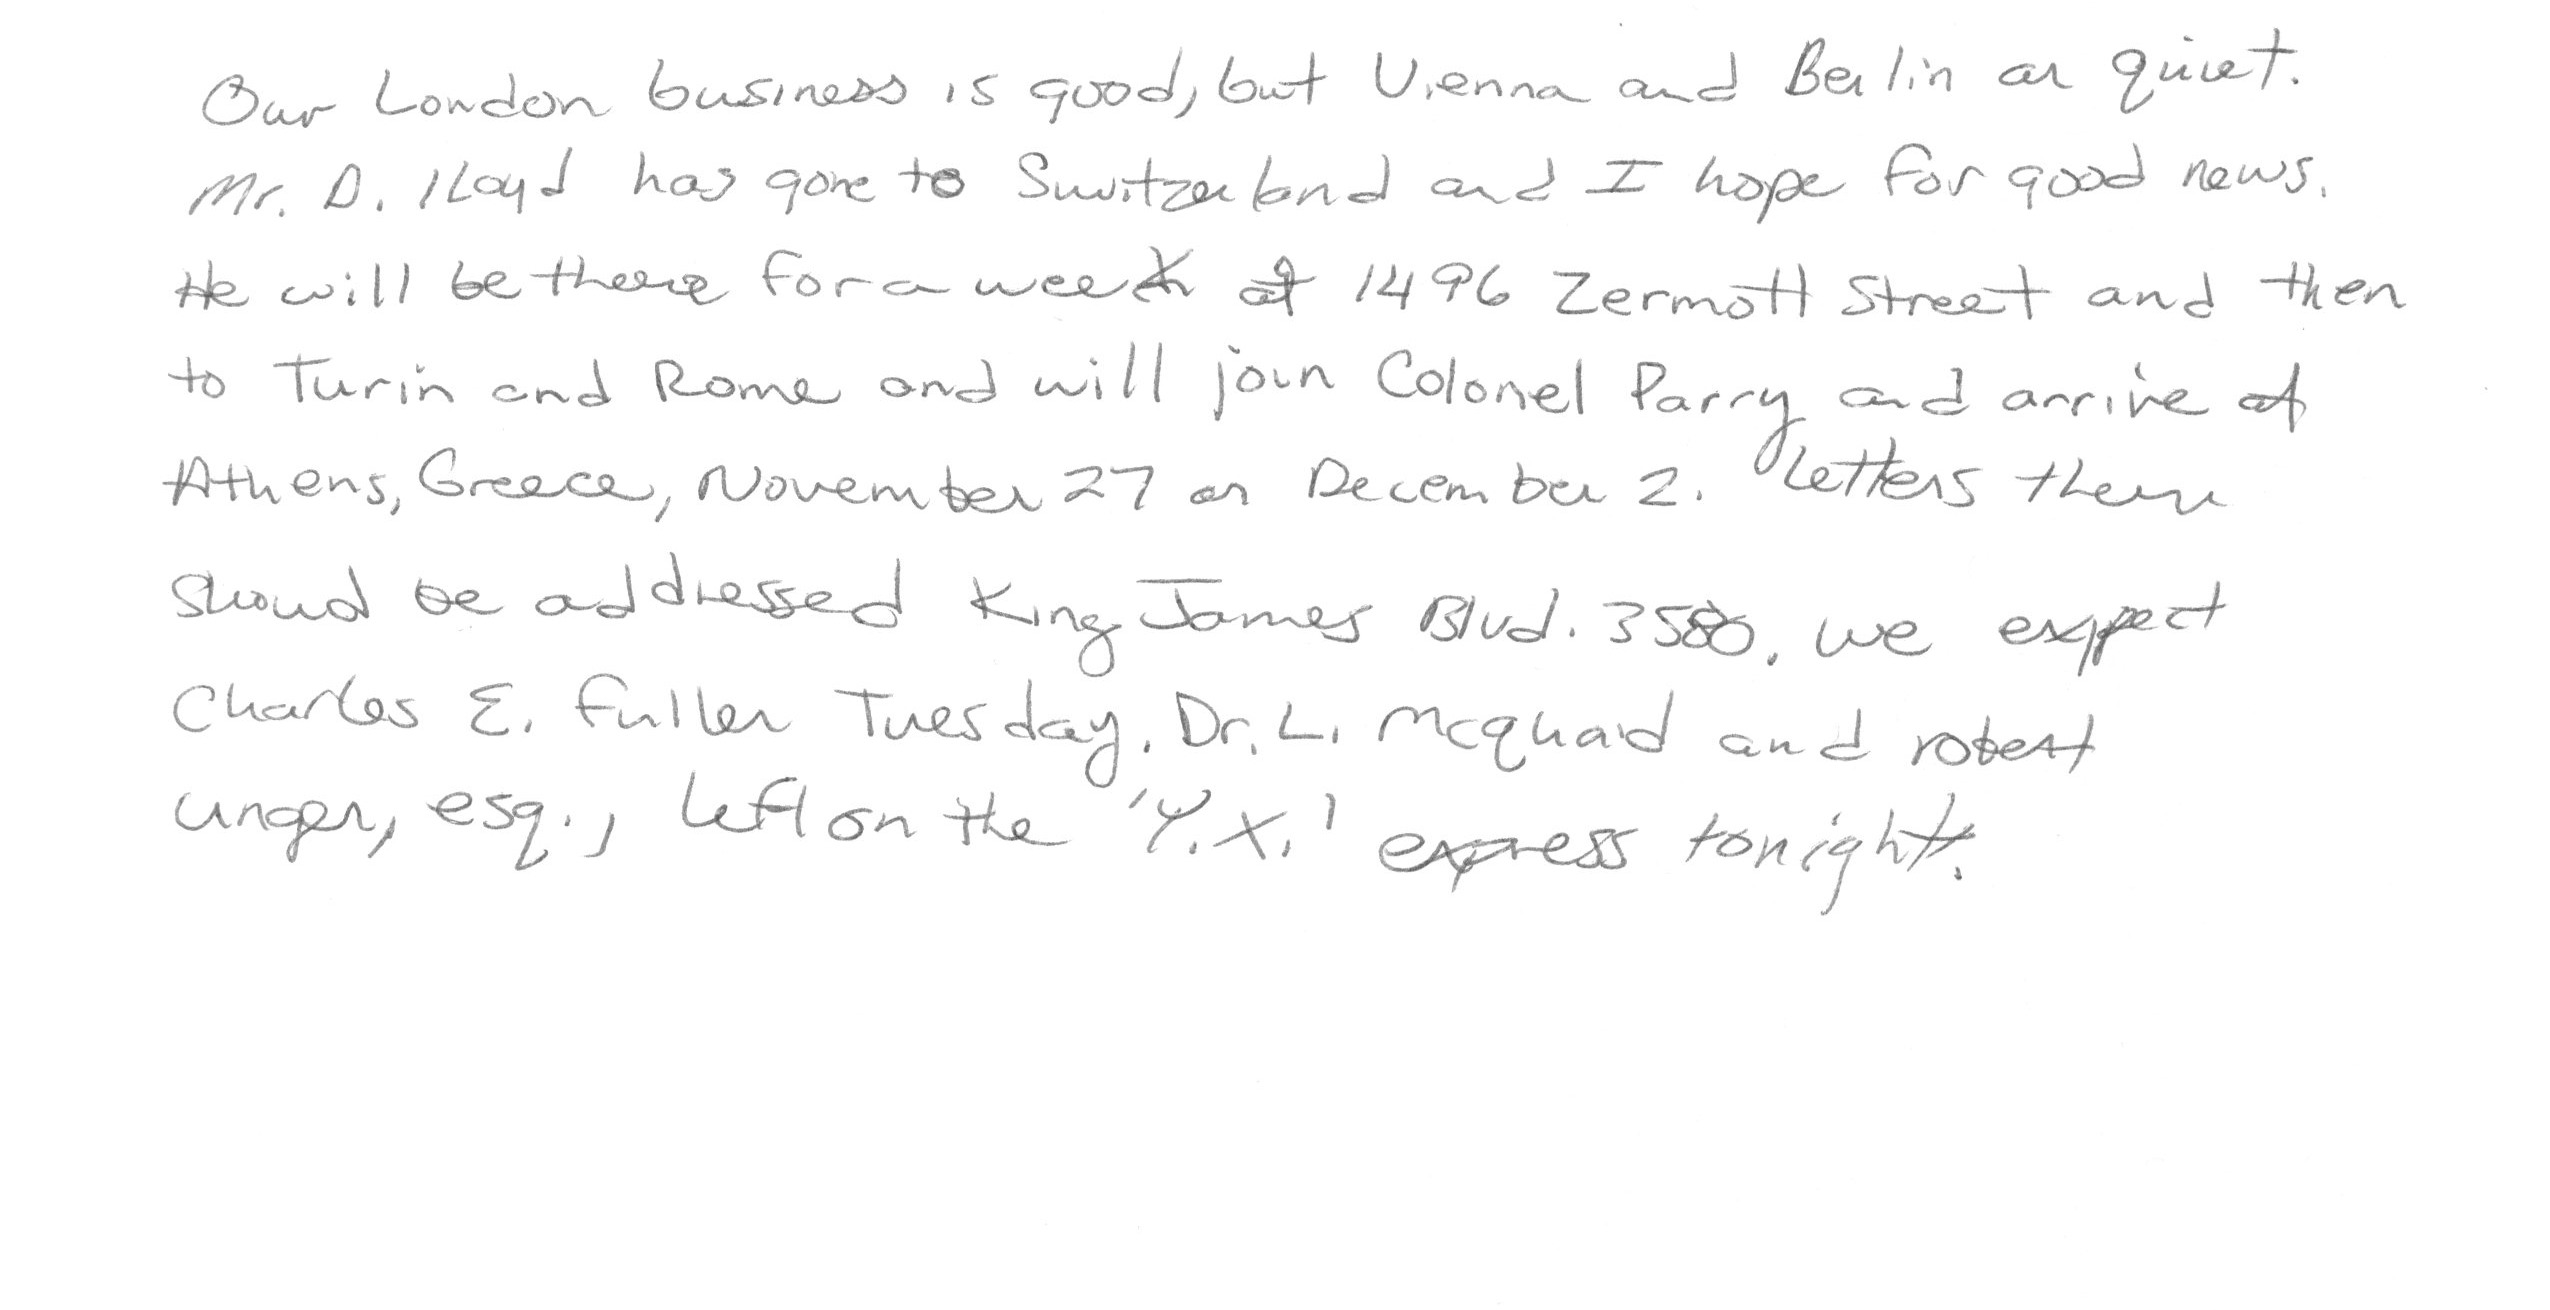 Our London business is good, but Vienna and Berlin ar quiet.
Mr. D. lloyd has gone to Switzerland and I hope for good news.
He will be there for a week at 1496 Zermott Street and then
to Turin and Rome and will join Colonel Parry and arrive at
Athens, Greece, November 27 or December 2. Letters there
shoud be addressed King James Blvd. 3580. we expect
Charles E. Fuller Tuesday. Dr. L. Mcquaid and robert
unger, esq., left on the 'Y.X.' express tonight.